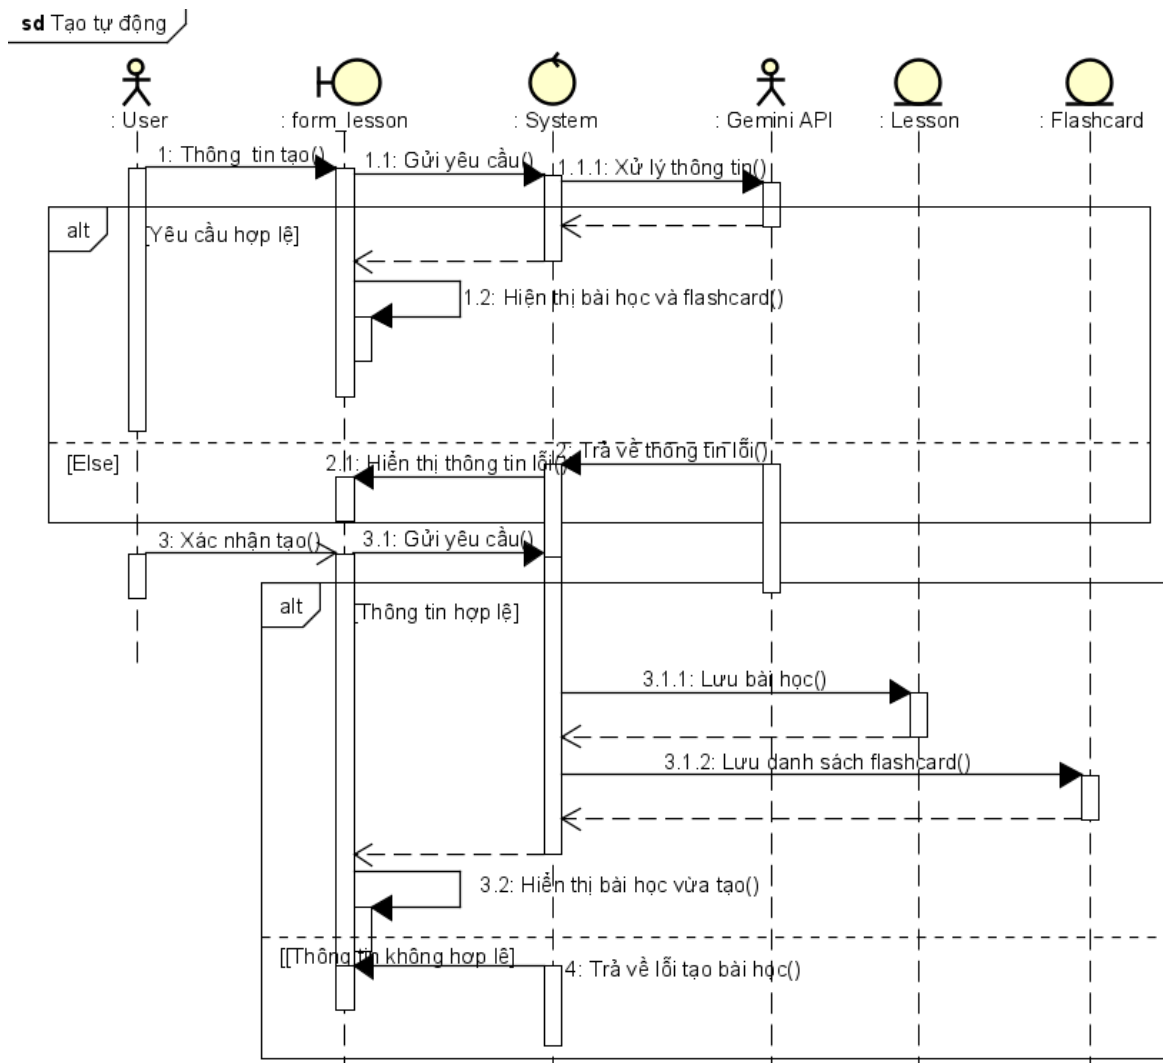 sd Tạo tự động
: User
: form_lesson
: System
: Gemini API
: Lesson
: Flashcard
1: Thông tin tạo()
1.1: Gửi yêu cầu()
1.1.1: Xử lý thông tin()
alt
[Yêu cầu hợp lệ]
1.2: Hiện thị bài học và flashcard()
[Else]
2: Trả về thông tin lỗi()
2.1: Hiển thị thông tin lỗi()
3: Xác nhận tạo()
3.1: Gửi yêu cầu()
alt
[Thông tin hợp lệ]
3.1.1: Lưu bài học()
3.1.2: Lưu danh sách flashcard()
3.2: Hiển thị bài học vừa tạo()
[[Thông tin không hợp lệ]
4: Trả về lỗi tạo bài học()